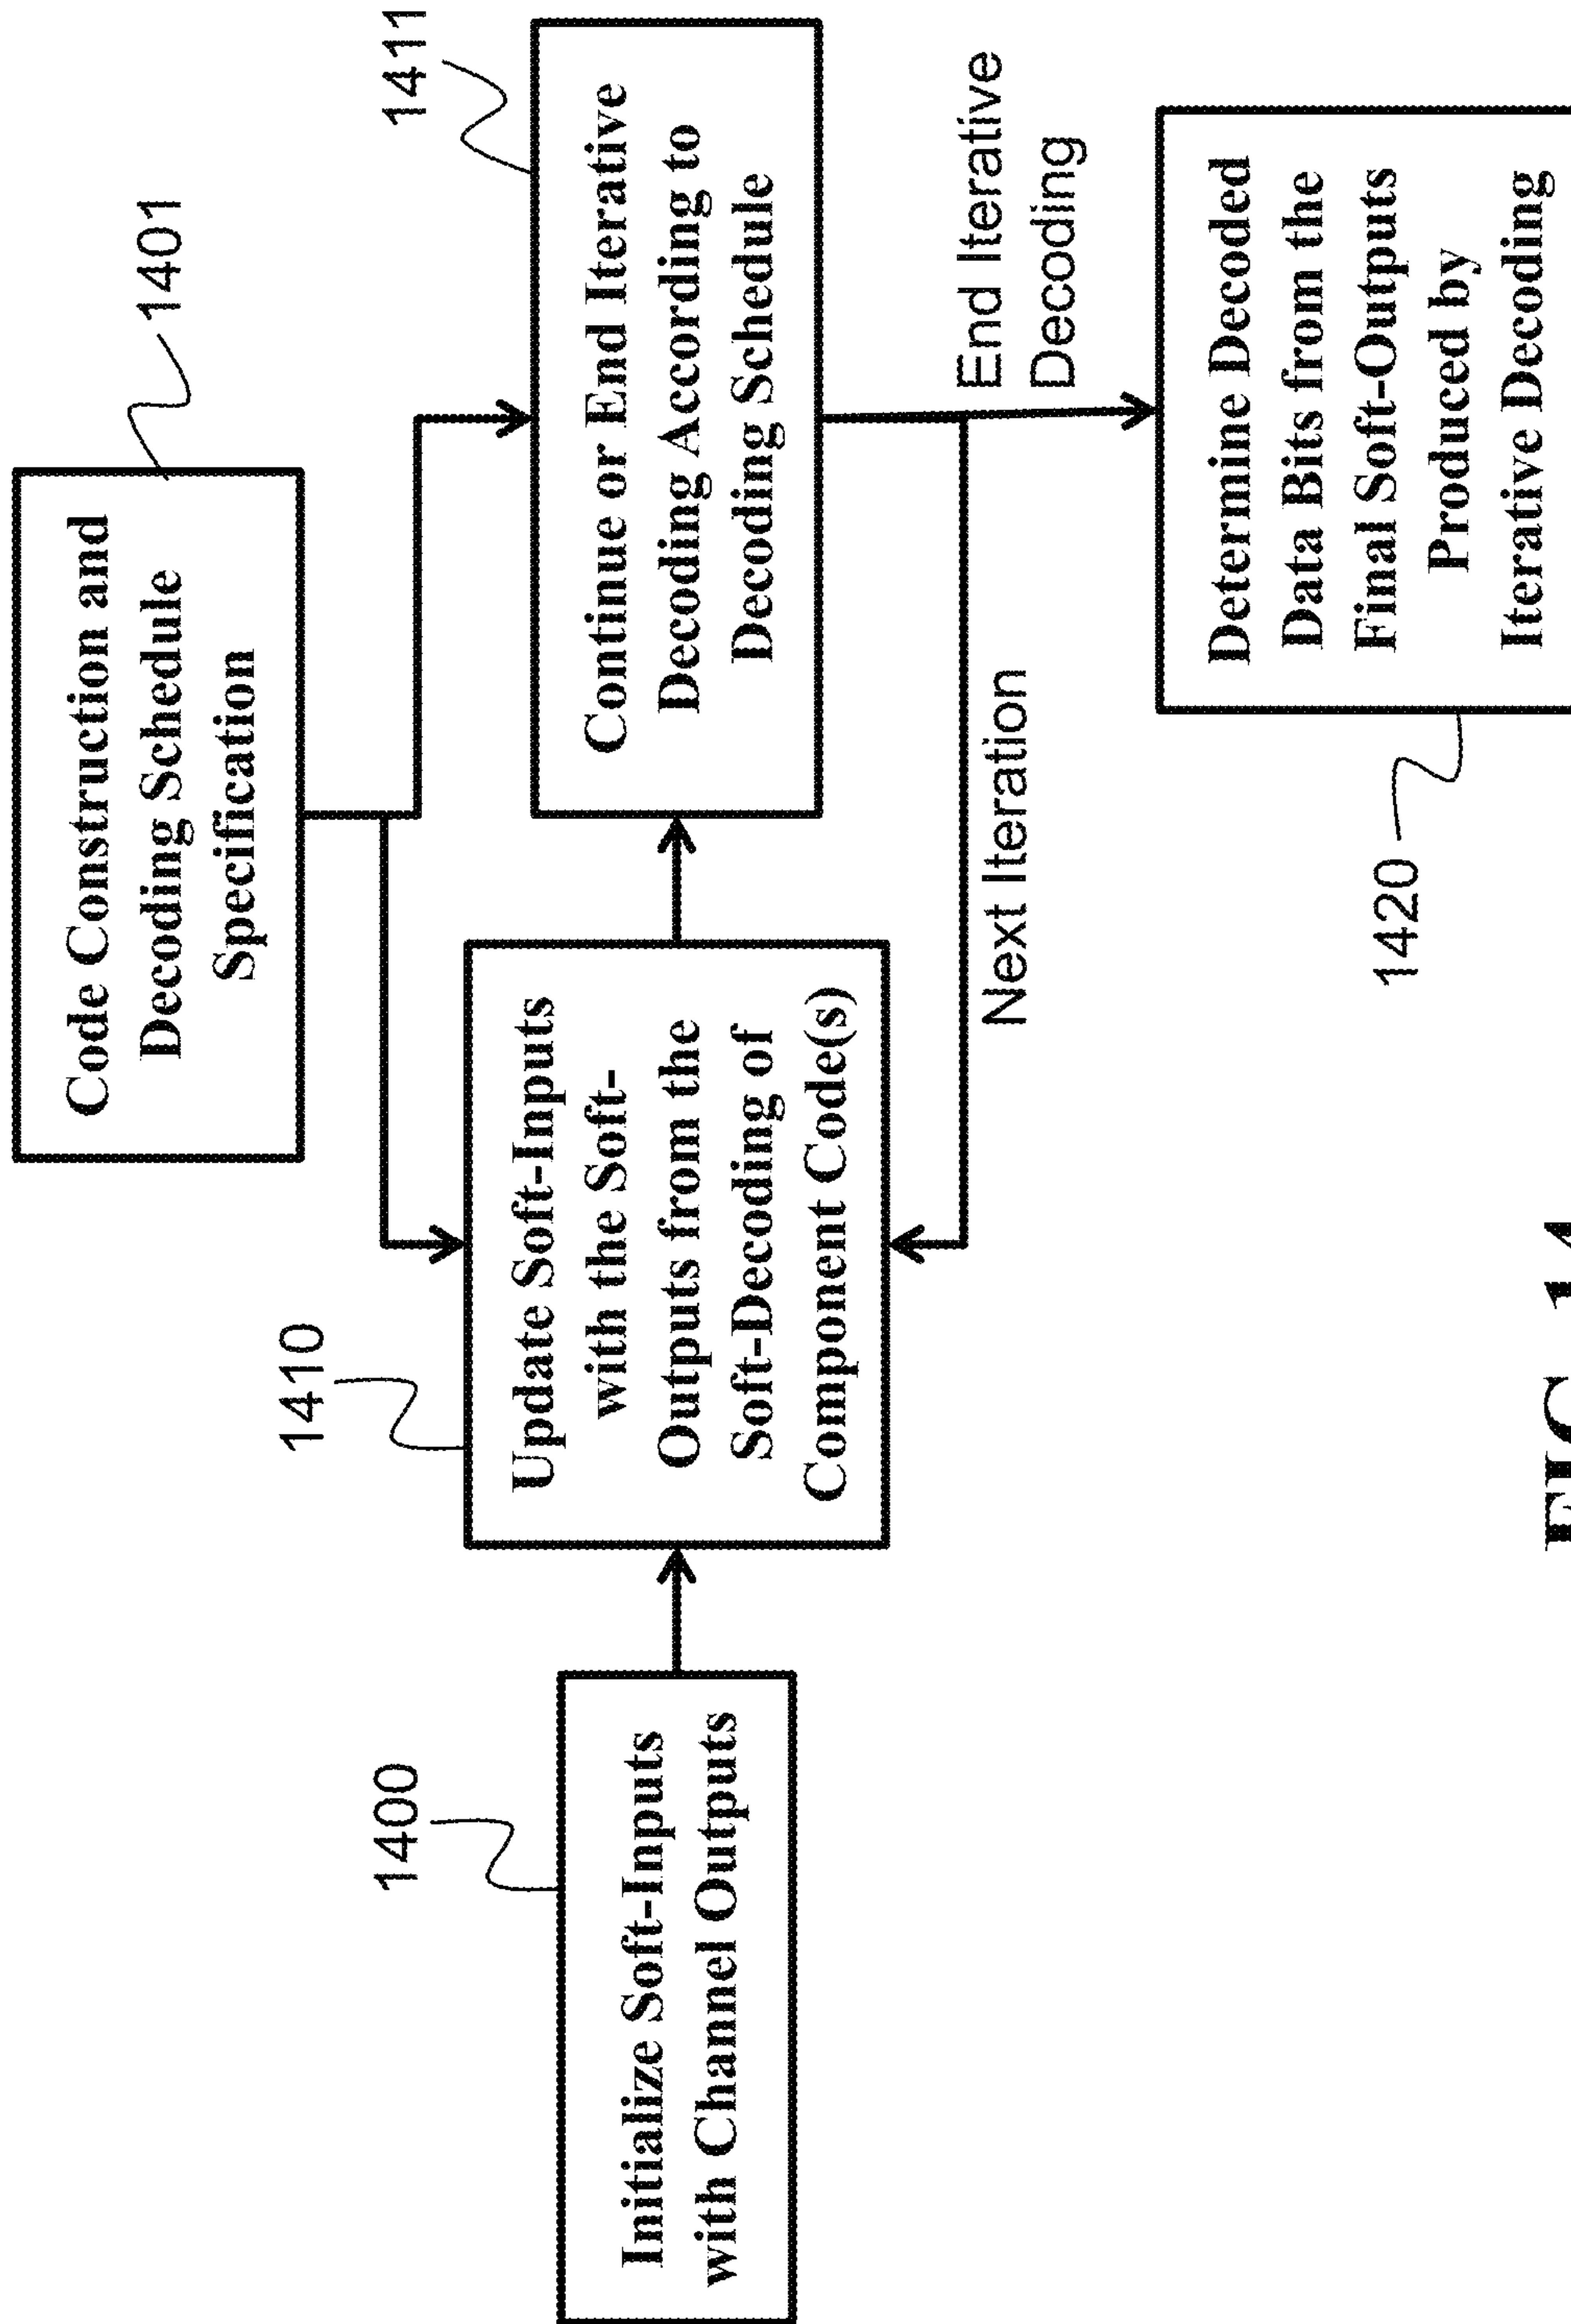 Code Construction and
Decoding Schedule
Specification
1401
1411
Continue or End Iterative
Decoding According to
Decoding Schedule
1410
Update Soft-Inputs
with the Soft-
Outputs from the
Soft-Decoding of
Component Code(s)
1400
Initialize Soft-Inputs
with Channel Outputs
Next Iteration
End Iterative
Decoding
1420
Determine Decoded
Data Bits from the
Final Soft-Outputs
Produced by
Iterative Decoding
FIG. 14